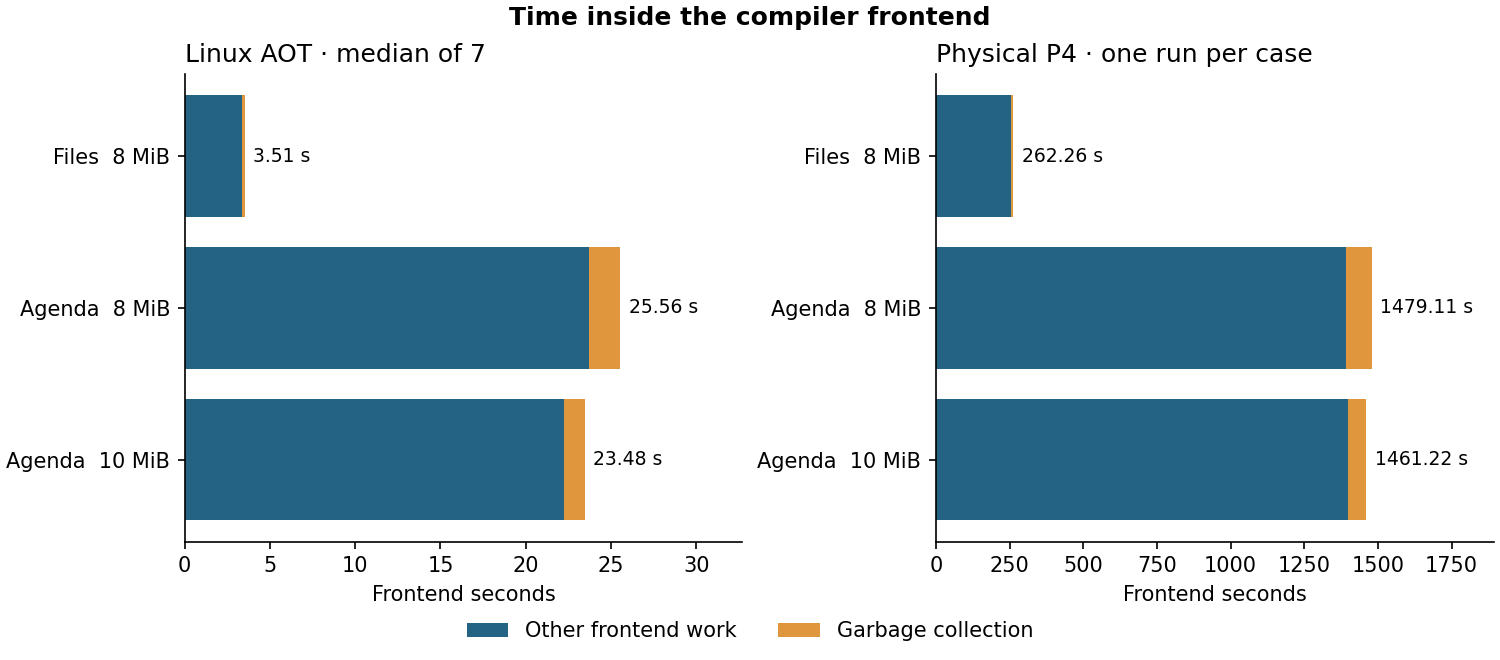 Time inside the compiler frontend
Linux AOT · median of 7
Files  8 MiB
3.51 s
Agenda  8 MiB
25.56 s
Agenda  10 MiB
23.48 s
0 5 10 15 20 25 30
Frontend seconds
Physical P4 · one run per case
Files  8 MiB
262.26 s
Agenda  8 MiB
1479.11 s
Agenda  10 MiB
1461.22 s
0 250 500 750 1000 1250 1500 1750
Frontend seconds
Other frontend work
Garbage collection